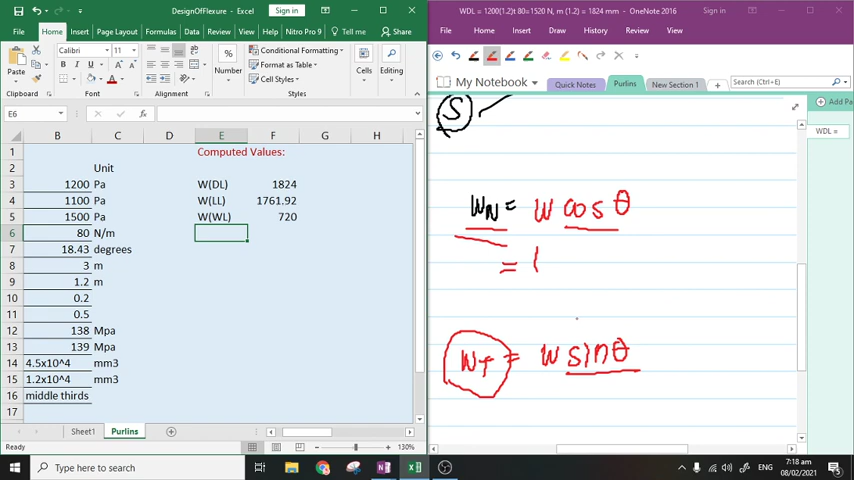 DesignOfFlexure - Excel
Sign in
File Home Insert Page Layout Formulas Data Review View Nitro Pro 9 Tell me Share
Paste
Calibri 11
B I U
Clipboard Font Alignment
%
Number
Conditional Formatting
Format as Table
Cell Styles
Styles
Cells
Editing
E6
fx
B C D E F G H
1 Computed Values:
2 Unit
3 1200 Pa W(DL) 1824
4 1100 Pa W(LL) 1761.92
5 1500 Pa W(WL) 720
6 80 N/m
7 18.43 degrees
8 3 m
9 1.2 m
10 0.2
11 0.5
12 138 Mpa
13 139 Mpa
14 4.5x10^4 mm3
15 1.2x10^4 mm3
16 middle thirds
17
Sheet1 Purlins
Ready 130%
WDL = 1200(1.2)t 80=1520 N, m (1.2) = 1824 mm - OneNote 2016
Sign in
File Home Insert Draw History Review View
My Notebook Quick Notes Purlins New Section 1
Search (Ctrl+E)
Add Pa
WDL =
S
WN = W cos θ
= 1
WT = W sin θ
Type here to search
ENG
7:18 am
08/02/2021